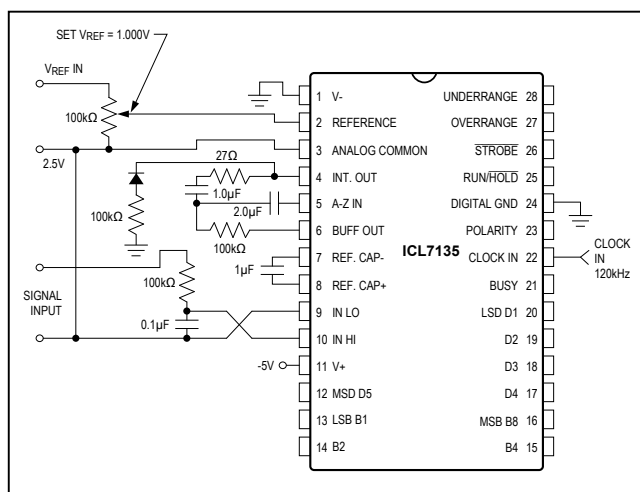 SET VREF = 1.000V
VREF IN
100kΩ
2.5V
27Ω
1.0µF
2.0µF
100kΩ
100kΩ
1µF
100kΩ
SIGNAL
INPUT
0.1µF
-5V
1 V-
2 REFERENCE
3 ANALOG COMMON
4 INT. OUT
5 A-Z IN
6 BUFF OUT
7 REF. CAP-
8 REF. CAP+
9 IN LO
10 IN HI
11 V+
12 MSD D5
13 LSB B1
14 B2
ICL7135
UNDERRANGE 28
OVERRANGE 27
STROBE 26
RUN/HOLD 25
DIGITAL GND 24
POLARITY 23
CLOCK IN 22
BUSY 21
LSD D1 20
D2 19
D3 18
D4 17
MSB B8 16
B4 15
CLOCK
IN
120kHz